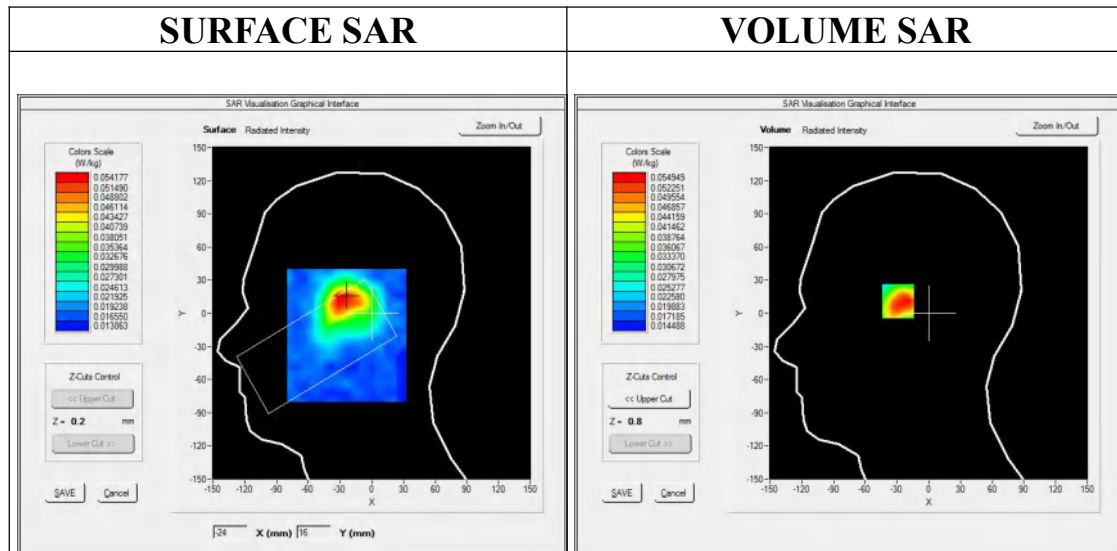 SURFACE SAR
VOLUME SAR
SAR Visualisation Graphical Interface
Surface Radiated Intensity
Zoom In/Out
Colors Scale
(W/kg)
0.054177
0.051490
0.048802
0.046114
0.043427
0.040739
0.038051
0.035364
0.032676
0.029988
0.027301
0.024613
0.021925
0.019238
0.016550
0.013863
Z-Cuts Control
<< Upper Cut
Z = 0.2 mm
Lower Cut >>
SAVE Cancel
150
120
90
60
30
0
-30
-60
-90
-120
-150
Y
-150 -120 -90 -60 -30 0 30 60 90 120 150
X
-24 X (mm) 16 Y (mm)
SAR Visualisation Graphical Interface
Volume Radiated Intensity
Zoom In/Out
Colors Scale
(W/kg)
0.054949
0.052251
0.049554
0.046857
0.044159
0.041462
0.038764
0.036067
0.033370
0.030672
0.027975
0.025277
0.022580
0.019883
0.017185
0.014488
Z-Cuts Control
<< Upper Cut
Z = 0.8 mm
Lower Cut >>
SAVE Cancel
150
120
90
60
30
0
-30
-60
-90
-120
-150
Y
-150 -120 -90 -60 -30 0 30 60 90 120 150
X